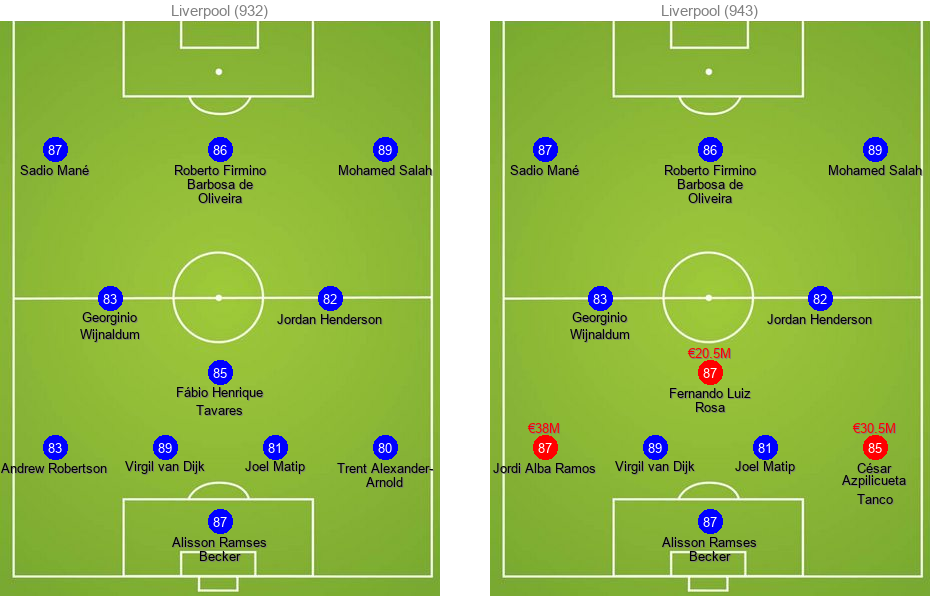 Liverpool (932)
87
Sadio Mané
86
Roberto Firmino
Barbosa de
Oliveira
89
Mohamed Salah
83
Georginio
Wijnaldum
82
Jordan Henderson
85
Fábio Henrique
Tavares
83
Andrew Robertson
89
Virgil van Dijk
81
Joel Matip
80
Trent Alexander-
Arnold
87
Alisson Ramses
Becker
Liverpool (943)
87
Sadio Mané
86
Roberto Firmino
Barbosa de
Oliveira
89
Mohamed Salah
83
Georginio
Wijnaldum
82
Jordan Henderson
€20.5M
87
Fernando Luiz
Rosa
€38M
87
Jordi Alba Ramos
89
Virgil van Dijk
81
Joel Matip
€30.5M
85
César
Azpilicueta
Tanco
87
Alisson Ramses
Becker